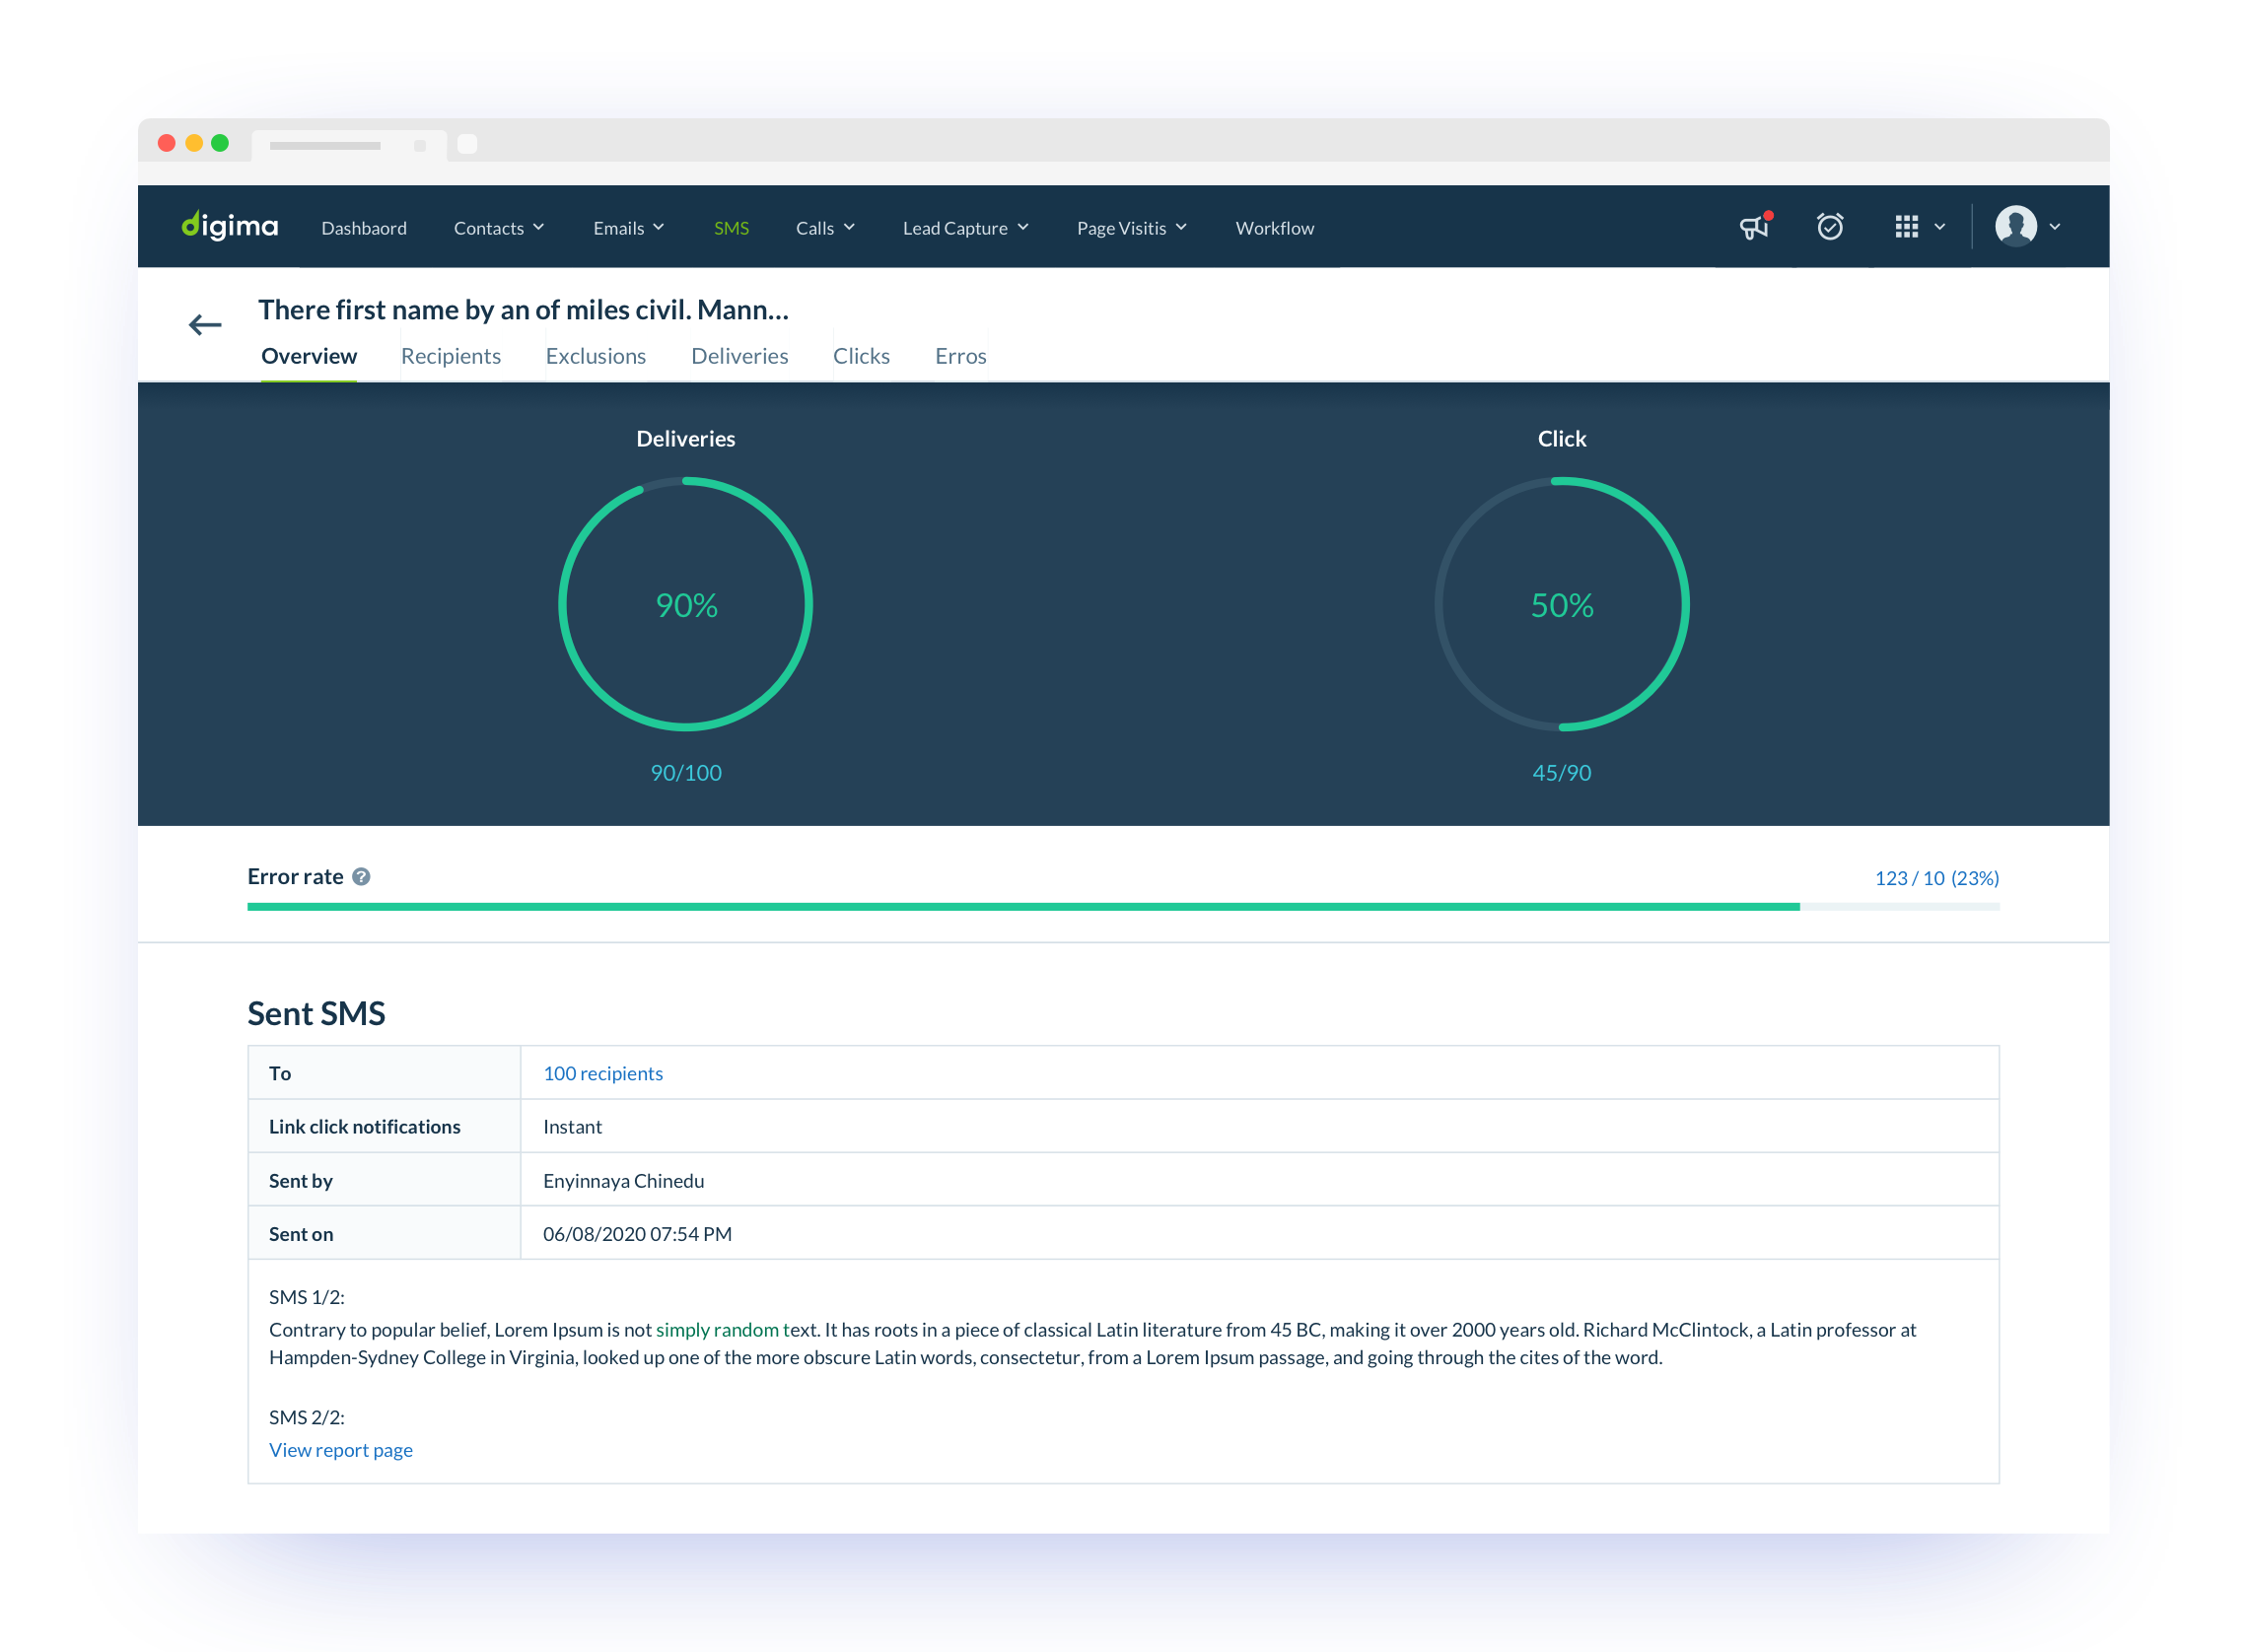 digima Dashbaord Contacts Emails SMS Calls Lead Capture Page Visitis Workflow
There first name by an of miles civil. Mann...
Overview Recipients Exclusions Deliveries Clicks Erros
Deliveries Click
90% 50%
90/100 45/90
Error rate ? 123 / 10 (23%)
Sent SMS
To 100 recipients
Link click notifications Instant
Sent by Enyinnaya Chinedu
Sent on 06/08/2020 07:54 PM
SMS 1/2:
Contrary to popular belief, Lorem Ipsum is not simply random text. It has roots in a piece of classical Latin literature from 45 BC, making it over 2000 years old. Richard McClintock, a Latin professor at
Hampden-Sydney College in Virginia, looked up one of the more obscure Latin words, consectetur, from a Lorem Ipsum passage, and going through the cites of the word.
SMS 2/2:
View report page